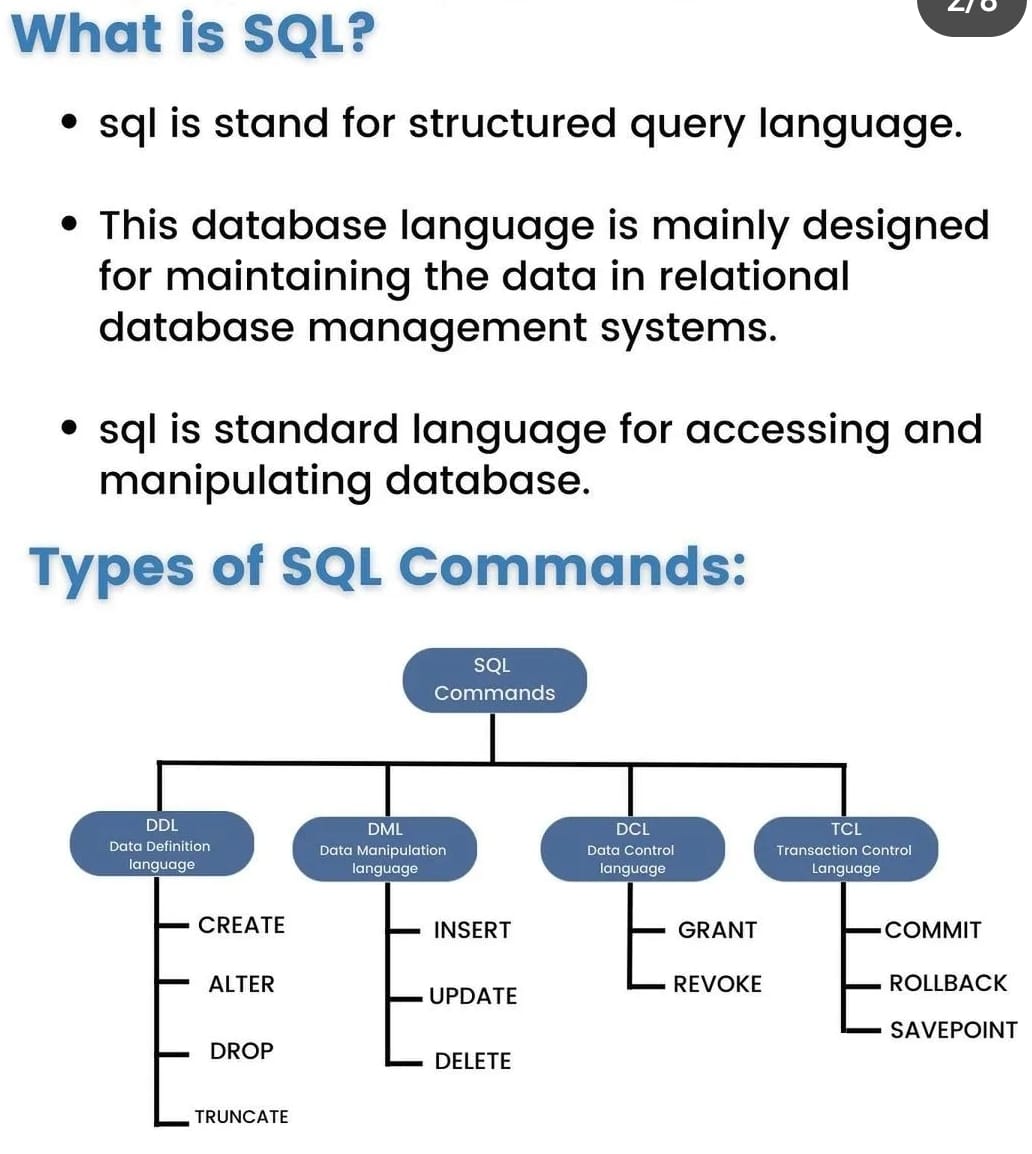 2/8
What is SQL?
• sql is stand for structured query language.
• This database language is mainly designed
for maintaining the data in relational
database management systems.
• sql is standard language for accessing and
manipulating database.
Types of SQL Commands:
SQL
Commands
DDL
Data Definition
language
CREATE
ALTER
DROP
TRUNCATE
DML
Data Manipulation
language
INSERT
UPDATE
DELETE
DCL
Data Control
language
GRANT
REVOKE
TCL
Transaction Control
Language
COMMIT
ROLLBACK
SAVEPOINT